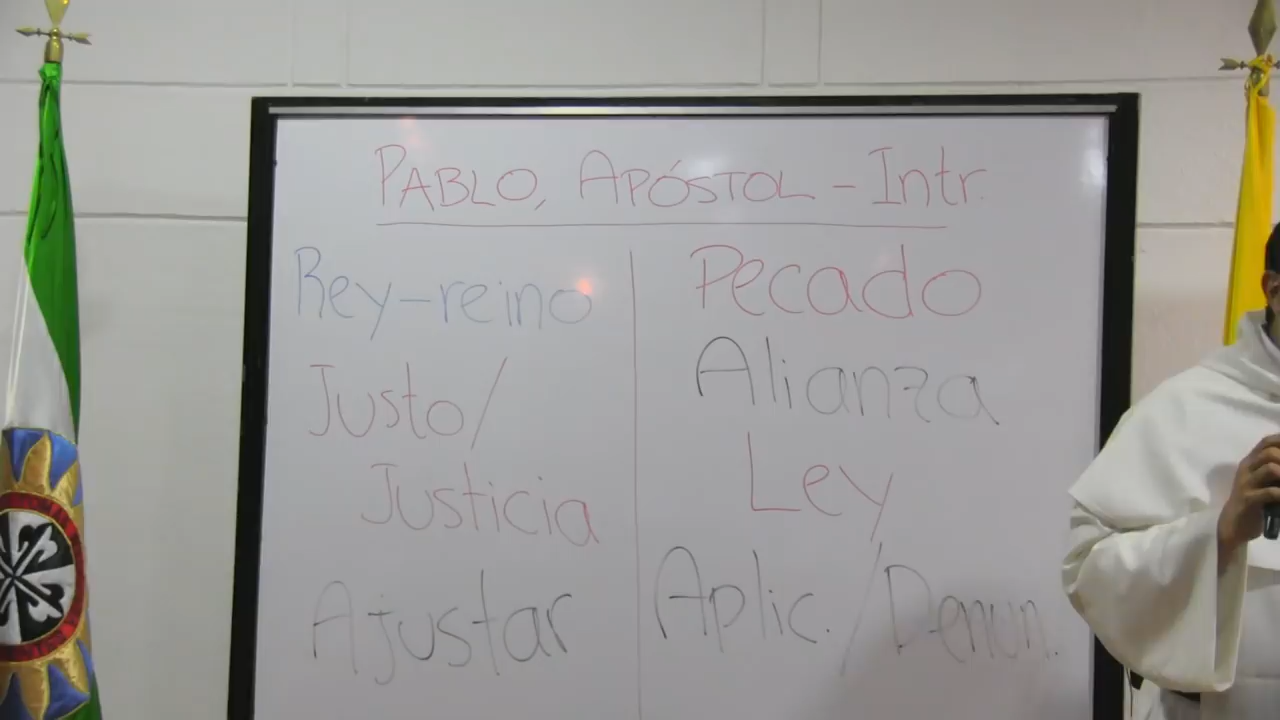 PABLO, APÓSTOL - Intr.
Rey-reino
Justo/
Justicia
Ajustar
Pecado
Alianza
Ley
Aplic. / Denun.